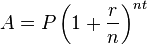 A = P\left(1 + \frac{r}{n}\right)^{nt}